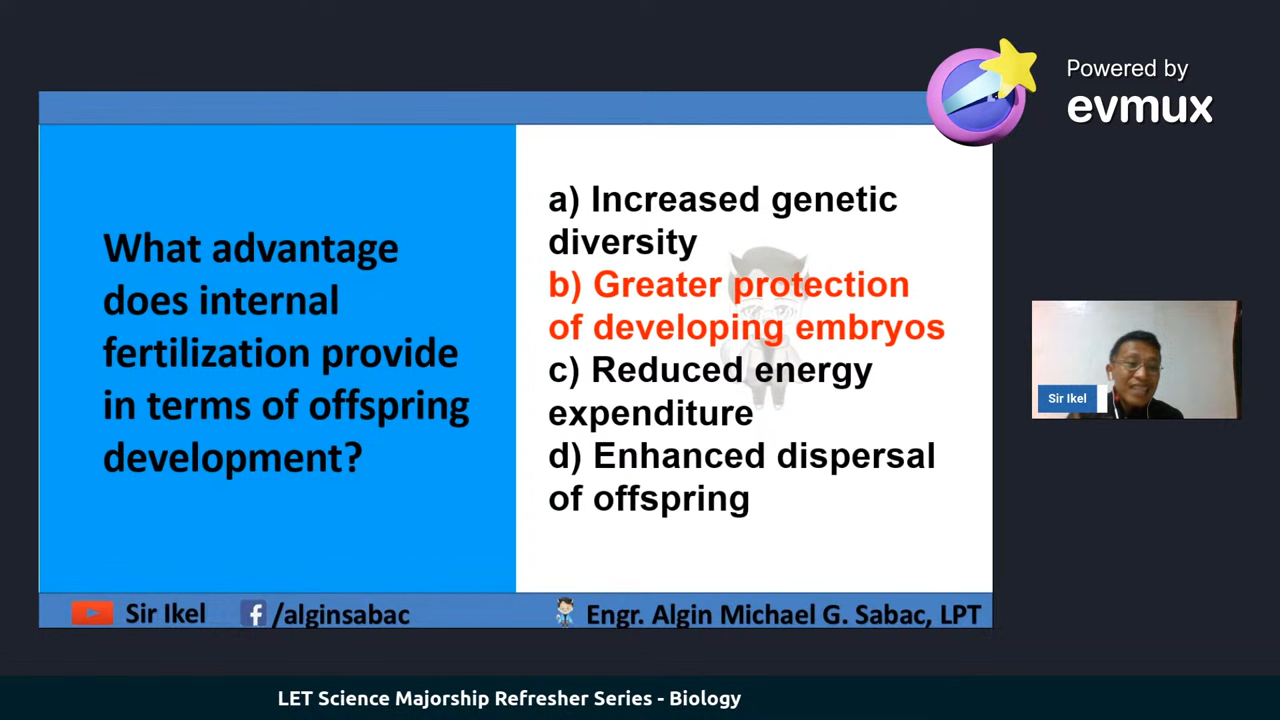 Powered by
evmux
What advantage
does internal
fertilization provide
in terms of offspring
development?
a) Increased genetic
diversity
b) Greater protection
of developing embryos
c) Reduced energy
expenditure
d) Enhanced dispersal
of offspring
Sir Ikel
Sir Ikel
/alginsabac
Engr. Algin Michael G. Sabac, LPT
LET Science Majorship Refresher Series - Biology